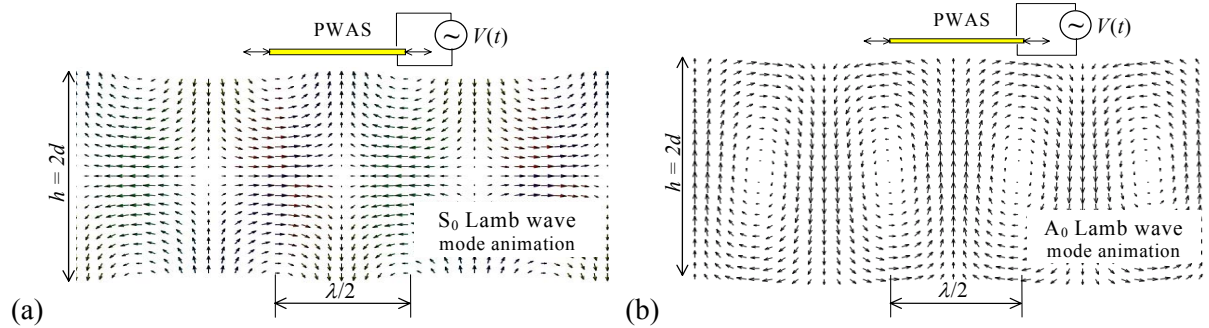 PWAS
~ V(t)
h = 2d
S₀ Lamb wave
mode animation
λ/2
(a)
PWAS
~ V(t)
h = 2d
A₀ Lamb wave
mode animation
λ/2
(b)